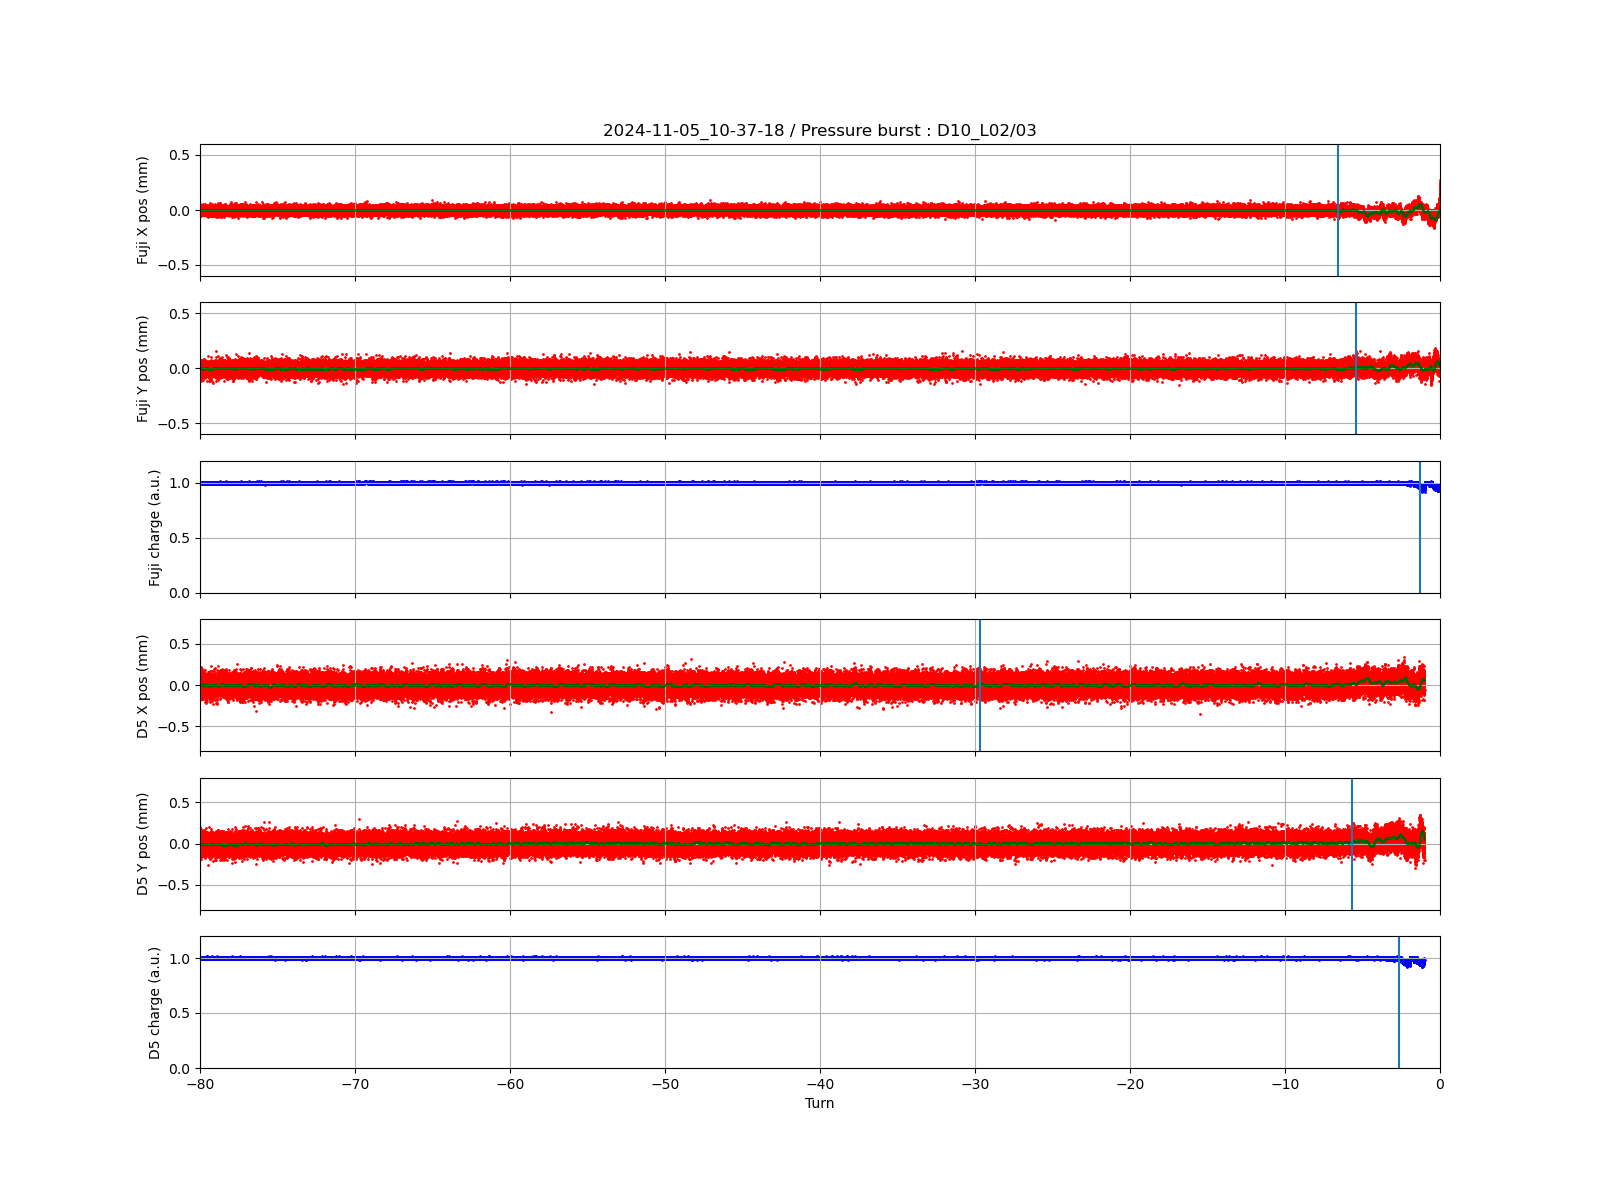 2024-11-05_10-37-18 / Pressure burst : D10_L02/03
Fuji X pos (mm)
0.5
0.0
−0.5
Fuji Y pos (mm)
0.5
0.0
−0.5
Fuji charge (a.u.)
1.0
0.5
0.0
D5 X pos (mm)
0.5
0.0
−0.5
D5 Y pos (mm)
0.5
0.0
−0.5
D5 charge (a.u.)
1.0
0.5
0.0
−80 −70 −60 −50 −40 −30 −20 −10 0
Turn